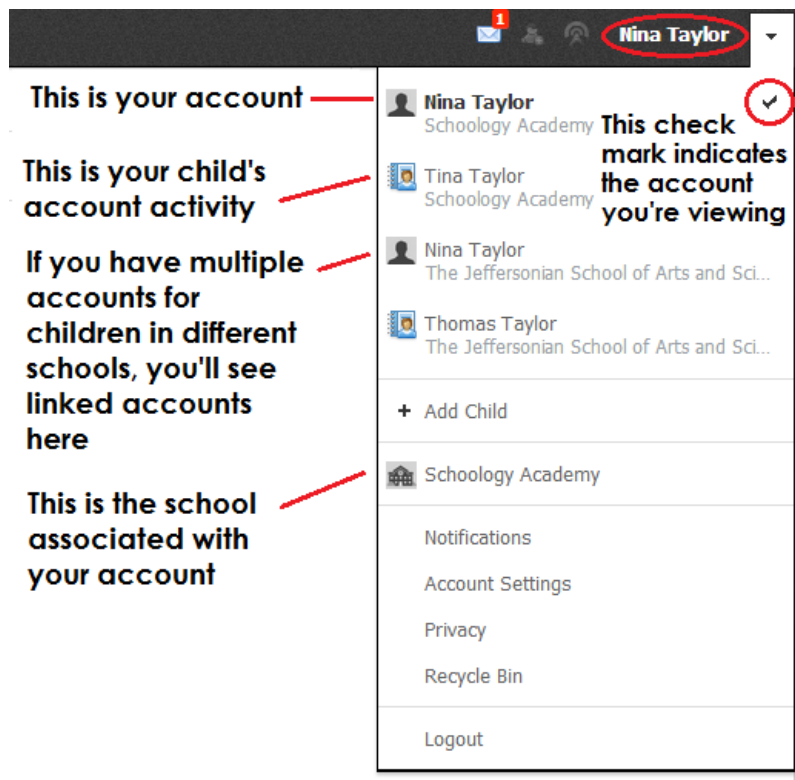 1
Nina Taylor
This is your account
Nina Taylor
Schoology Academy
This check
mark indicates
the account
you're viewing
This is your child's
account activity
Tina Taylor
Schoology Academy
If you have multiple
accounts for
children in different
schools, you'll see
linked accounts
here
Nina Taylor
The Jeffersonian School of Arts and Sci...
Thomas Taylor
The Jeffersonian School of Arts and Sci...
+ Add Child
This is the school
associated with
your account
Schoology Academy
Notifications
Account Settings
Privacy
Recycle Bin
Logout